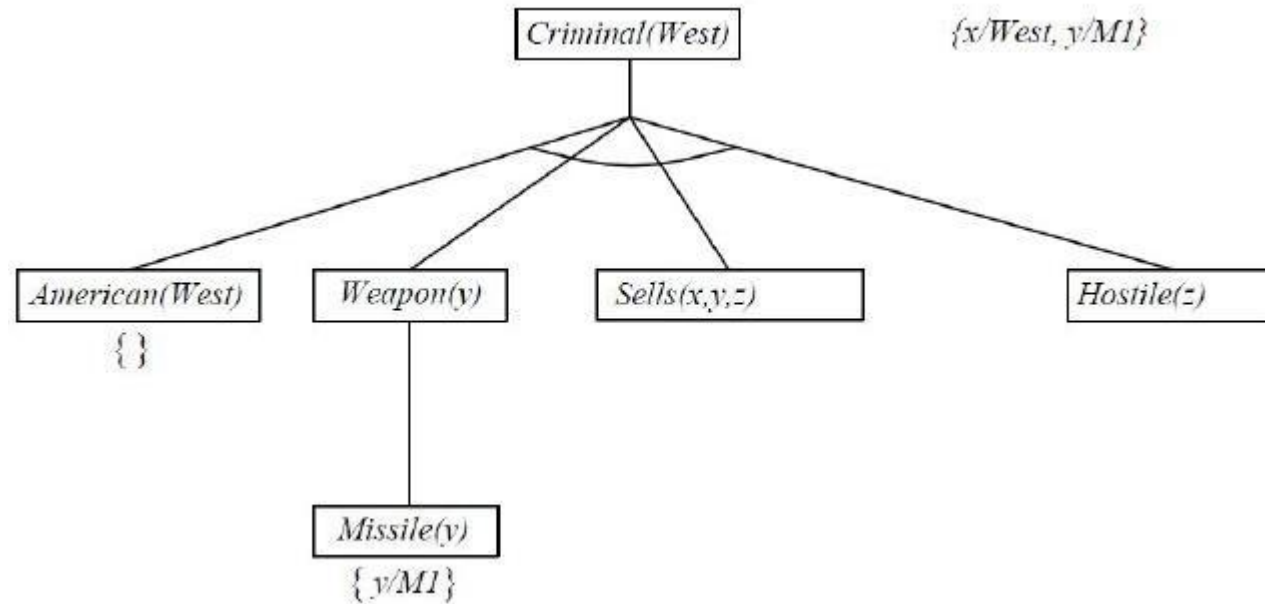 Criminal(West)
{x/West, y/M1}
American(West)
Weapon(y)
Sells(x,y,z)
Hostile(z)
{ }
Missile(y)
{ y/M1}